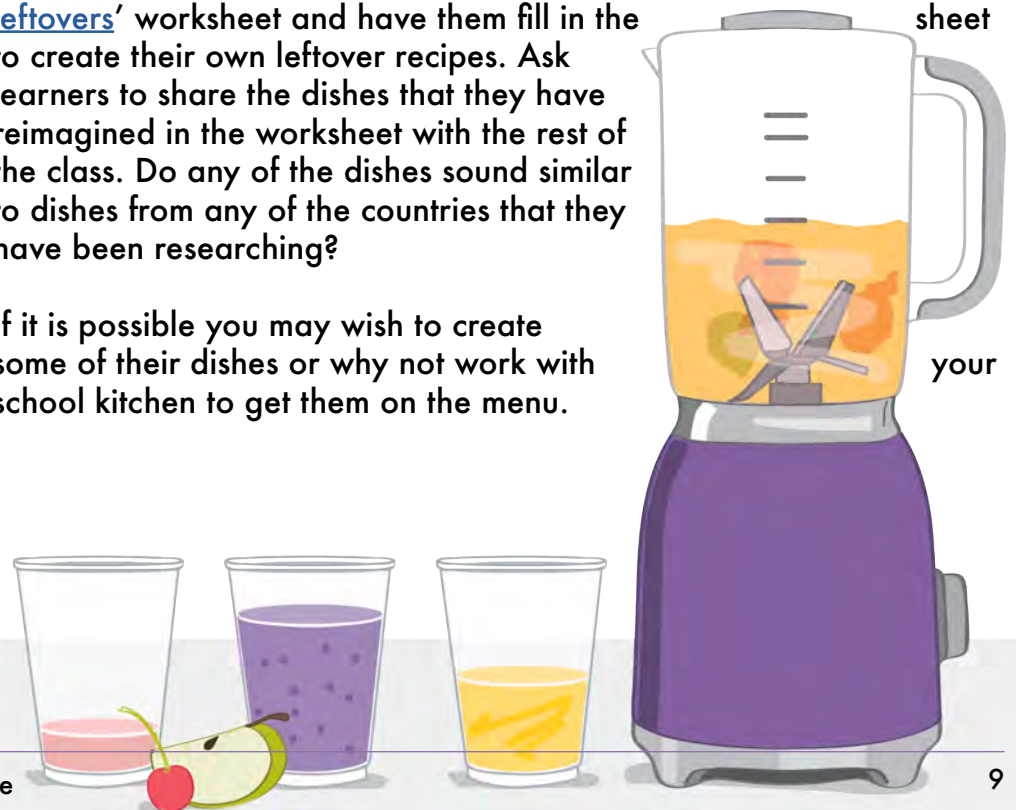 eftovers' worksheet and have them fill in the sheet
to create their own leftover recipes. Ask
earners to share the dishes that they have
reimagined in the worksheet with the rest of
the class. Do any of the dishes sound similar
to dishes from any of the countries that they
have been researching?
f it is possible you may wish to create
some of their dishes or why not work with your
school kitchen to get them on the menu.
e 9